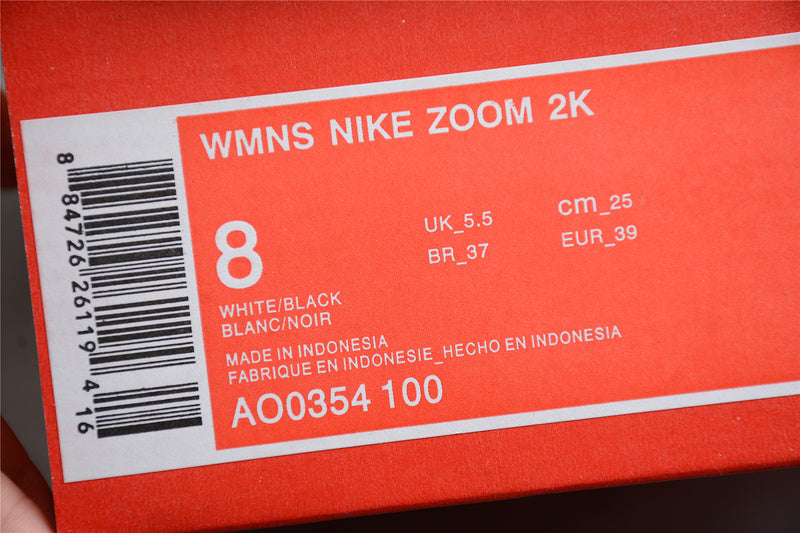 WMNS NIKE ZOOM 2K
8
UK_5.5
cm_25
BR_37
EUR_39
WHITE/BLACK
BLANC/NOIR
MADE IN INDONESIA
FABRIQUE EN INDONESIE_HECHO EN INDONESIA
AO0354 100
8 84726 26119 4 16